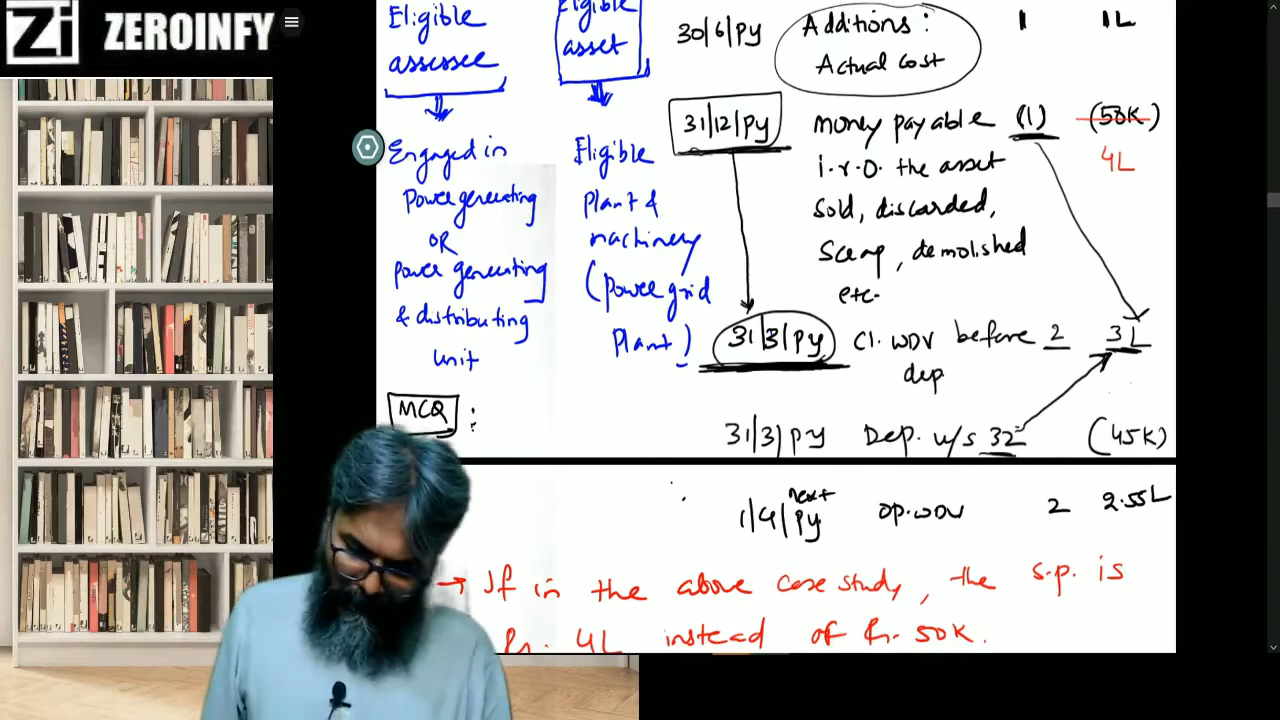 Zi ZEROINFY
Eligible
assessee
Engaged in
Power generating
OR
power generating
& distributing
unit
Eligible
asset
Eligible
plant &
machinery
(power grid
Plant)
30/6/py Additions : 1 1L
Actual cost
31/12/py money payable (1) (58K)
i.r.o. the asset 4L
sold, discarded,
Scrap, demolished
etc.
31/3/py Cl. WDV before 2 3L
dep
MCQ :
31/3/py Dep. u/s 32 (45K)
1/4/py next op. WDV 2 2.55L
→ If in the above case study, the s.p. is
Rs. 4L instead of Rs. 50K.